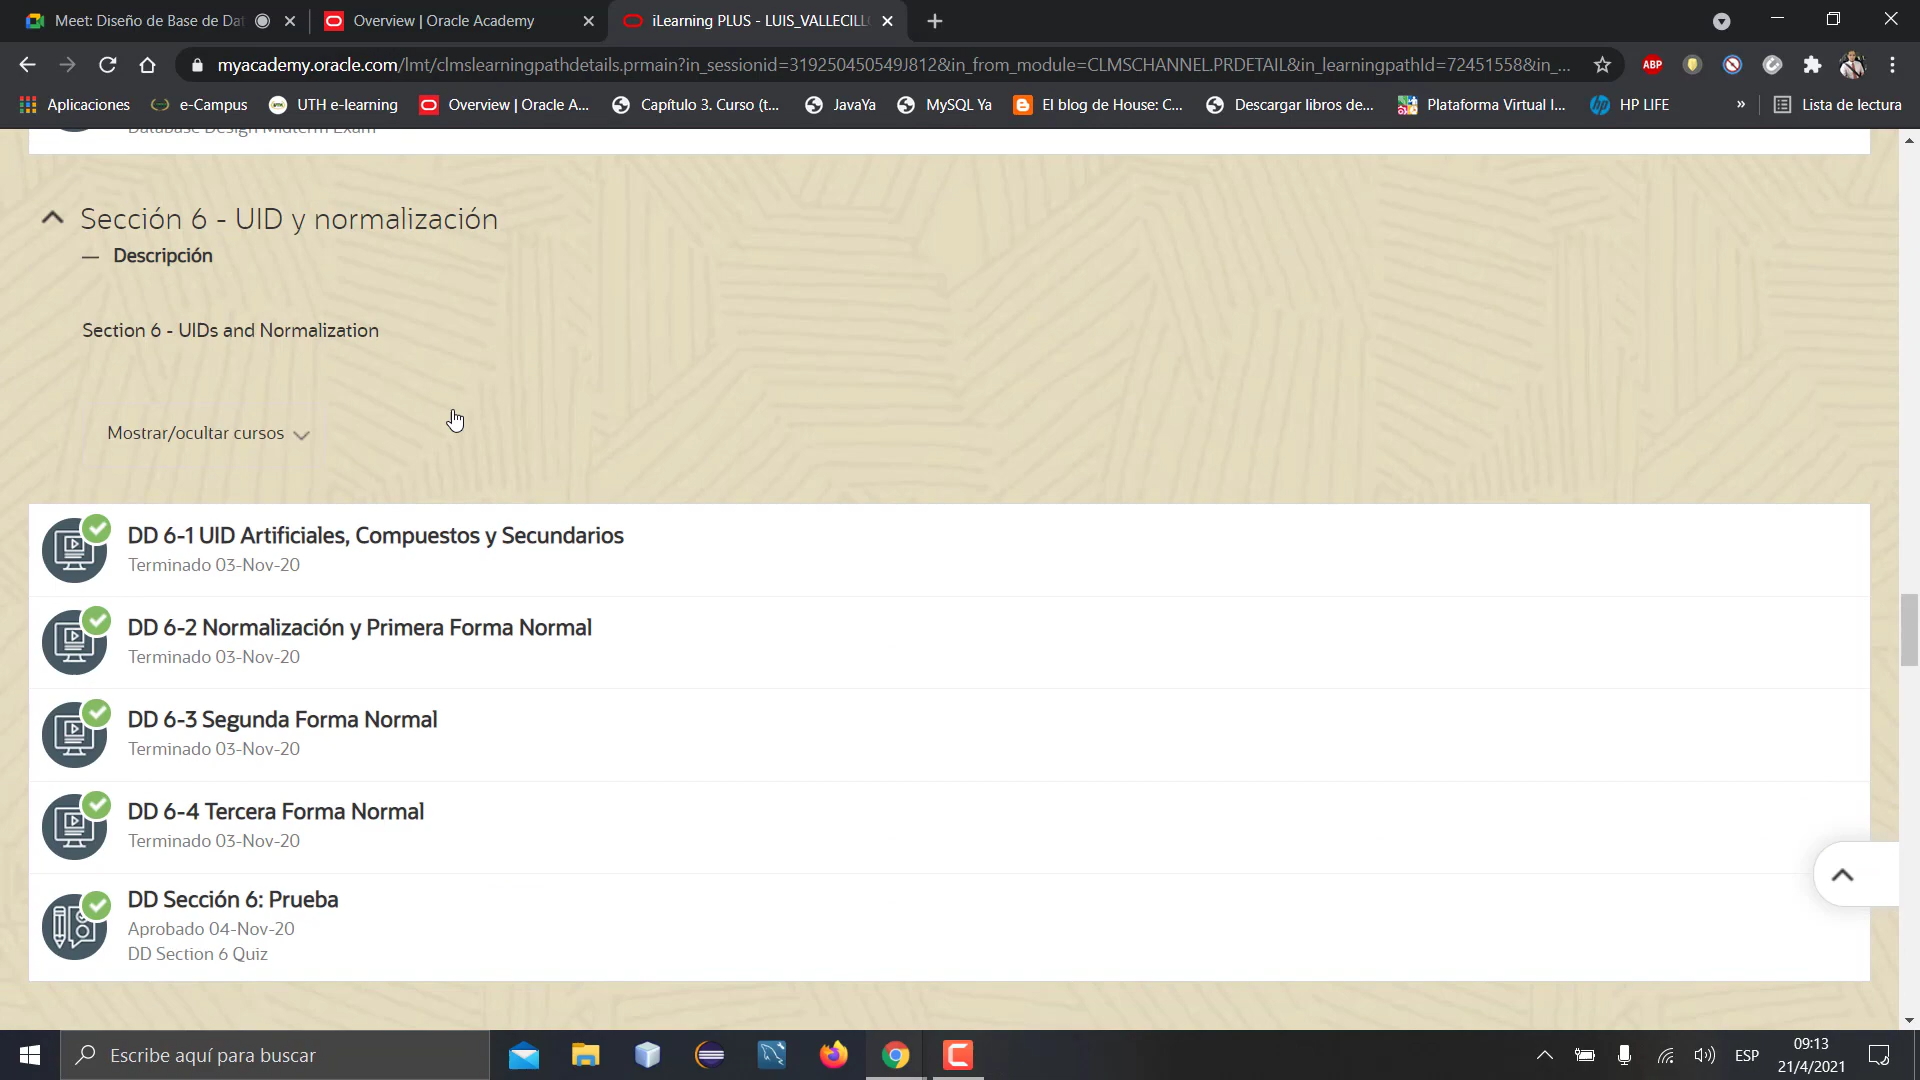 Meet: Diseño de Base de Dat
Overview | Oracle Academy
iLearning PLUS - LUIS_VALLECILL
myacademy.oracle.com/lmt/clmslearningpathdetails.prmain?in_sessionid=319250450549J812&in_from_module=CLMSCHANNEL.PRDETAIL&in_learningpathId=72451558&in_...
ABP
Aplicaciones
e-Campus
UTH e-learning
Overview | Oracle A...
Capítulo 3. Curso (t...
JavaYa
MySQL Ya
El blog de House: C...
Descargar libros de...
Plataforma Virtual I...
HP LIFE
»
Lista de lectura
Database Design Midterm Exam
Sección 6 - UID y normalización
— Descripción
Section 6 - UIDs and Normalization
Mostrar/ocultar cursos
DD 6-1 UID Artificiales, Compuestos y Secundarios
Terminado 03-Nov-20
DD 6-2 Normalización y Primera Forma Normal
Terminado 03-Nov-20
DD 6-3 Segunda Forma Normal
Terminado 03-Nov-20
DD 6-4 Tercera Forma Normal
Terminado 03-Nov-20
DD Sección 6: Prueba
Aprobado 04-Nov-20
DD Section 6 Quiz
Escribe aquí para buscar
ESP
09:13
21/4/2021